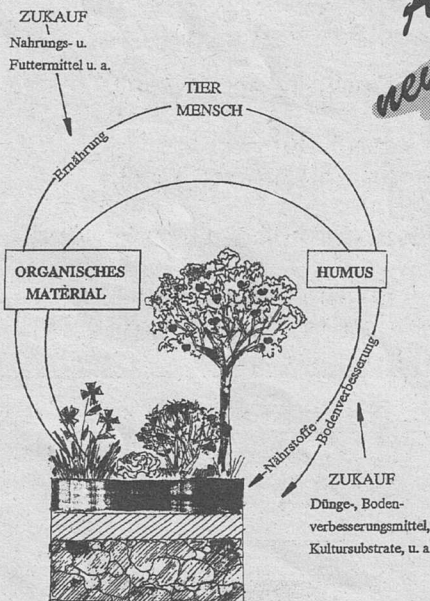 ZUKAUF
Nahrungs- u.
Futtermittel u. a.
TIER
MENSCH
Ernährung
ORGANISCHES
MATERIAL
HUMUS
Nährstoffe
Bodenverbesserung
ZUKAUF
Dünge-, Boden-
verbesserungsmittel,
Kultursubstrate, u. a